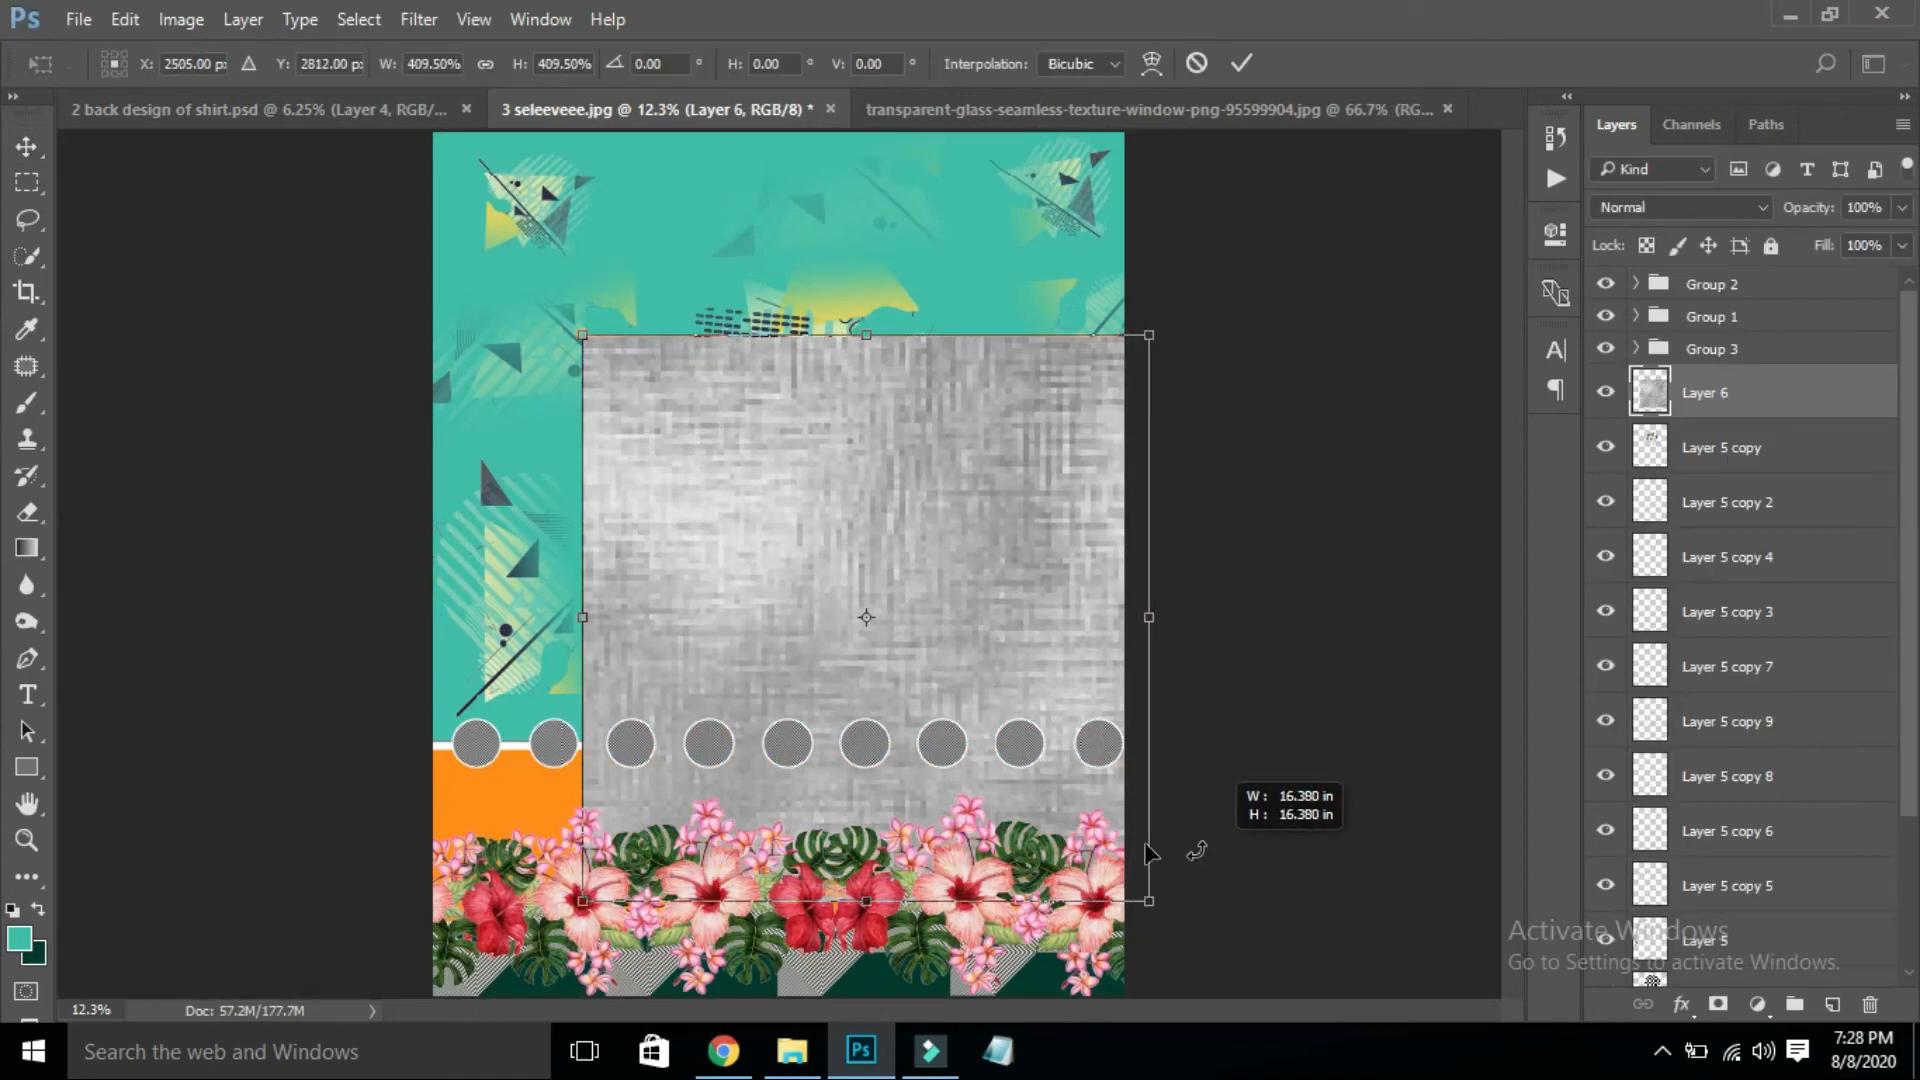 Ps File Edit Image Layer Type Select Filter View Window Help
X: 2505.00 px Y: 2812.00 px W: 409.50% H: 409.50% 0.00 ° H: 0.00 ° V: 0.00 ° Interpolation: Bicubic
2 back design of shirt.psd @ 6.25% (Layer 4, RGB/... × 3 seleeveee.jpg @ 12.3% (Layer 6, RGB/8) * × transparent-glass-seamless-texture-window-png-95599904.jpg @ 66.7% (RG... ×
Layers Channels Paths
Kind
Normal Opacity: 100%
Lock: Fill: 100%
Group 2
Group 1
Group 3
Layer 6
Layer 5 copy
Layer 5 copy 2
Layer 5 copy 4
Layer 5 copy 3
Layer 5 copy 7
Layer 5 copy 9
Layer 5 copy 8
Layer 5 copy 6
Layer 5 copy 5
Layer 5
W: 16.380 in
H: 16.380 in
Activate Windows
Go to Settings to activate Windows.
12.3% Doc: 57.2M/177.7M
Search the web and Windows
Ps
7:28 PM
8/8/2020